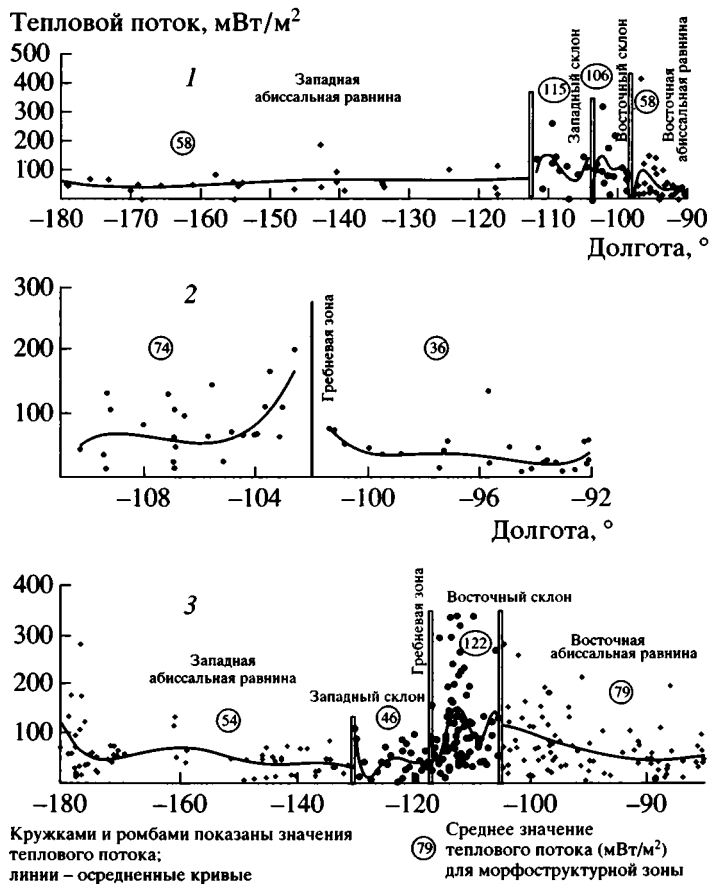 Тепловой поток, мВт/м²
500
400
300
200
100
1
Западная
абиссальная равнина
58
115
Западный склон
106
Восточный склон
58
Восточная
абиссальная равнина
–180 –170 –160 –150 –140 –130 –120 –110 –100 –90
Долгота, °
300
200
100
2
74
Гребневая зона
36
–108 –104 –100 –96 –92
Долгота, °
400
300
200
100
3
Западная
абиссальная равнина
54
Западный склон
46
Гребневая зона
Восточный склон
122
Восточная
абиссальная равнина
79
–180 –160 –140 –120 –100 –90
Кружками и ромбами показаны значения
теплового потока;
линии – осредненные кривые
79 Среднее значение
теплового потока (мВт/м²)
для морфоструктурной зоны